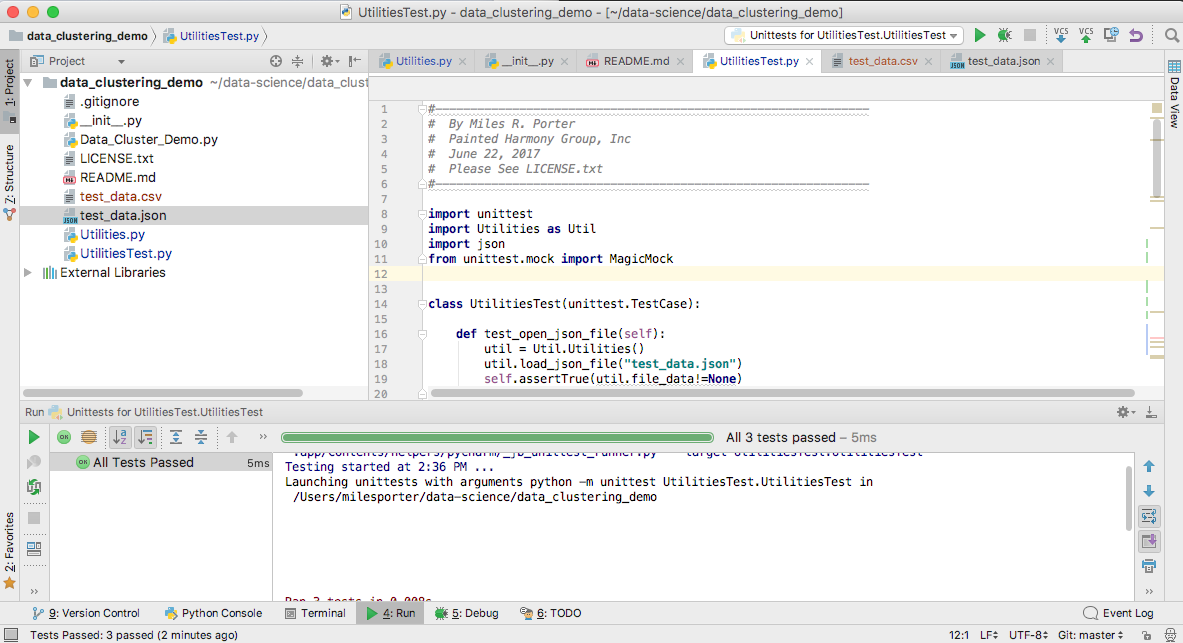 UtilitiesTest.py - data_clustering_demo - [~/data-science/data_clustering_demo]
data_clustering_demo UtilitiesTest.py Unittests for UtilitiesTest.UtilitiesTest VCS VCS
1: Project
Z: Structure
2: Favorites
Project
data_clustering_demo ~/data-science/data_clust
.gitignore
__init__.py
Data_Cluster_Demo.py
LICENSE.txt
README.md
test_data.csv
test_data.json
Utilities.py
UtilitiesTest.py
External Libraries
Utilities.py __init__.py README.md UtilitiesTest.py test_data.csv test_data.json
Data View
1 #
2 # By Miles R. Porter
3 # Painted Harmony Group, Inc
4 # June 22, 2017
5 # Please See LICENSE.txt
6 #
7
8 import unittest
9 import Utilities as Util
10 import json
11 from unittest.mock import MagicMock
12
13
14 class UtilitiesTest(unittest.TestCase):
15
16 def test_open_json_file(self):
17 util = Util.Utilities()
18 util.load_json_file("test_data.json")
19 self.assertTrue(util.file_data!=None)
20
Run Unittests for UtilitiesTest.UtilitiesTest
All 3 tests passed – 5ms
All Tests Passed 5ms
Testing started at 2:36 PM ...
Launching unittests with arguments python -m unittest UtilitiesTest.UtilitiesTest in
/Users/milesporter/data-science/data_clustering_demo
Ran 3 tests in 0.008s
9: Version Control Python Console Terminal 4: Run 5: Debug 6: TODO Event Log
Tests Passed: 3 passed (2 minutes ago) 12:1 LF UTF-8 Git: master